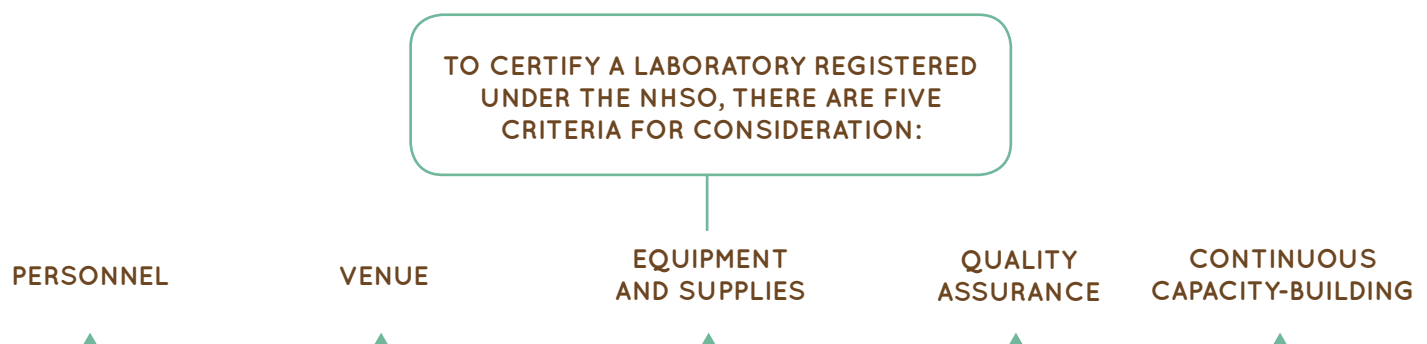 TO CERTIFY A LABORATORY REGISTERED
UNDER THE NHSO, THERE ARE FIVE
CRITERIA FOR CONSIDERATION:
PERSONNEL
VENUE
EQUIPMENT
AND SUPPLIES
QUALITY
ASSURANCE
CONTINUOUS
CAPACITY-BUILDING